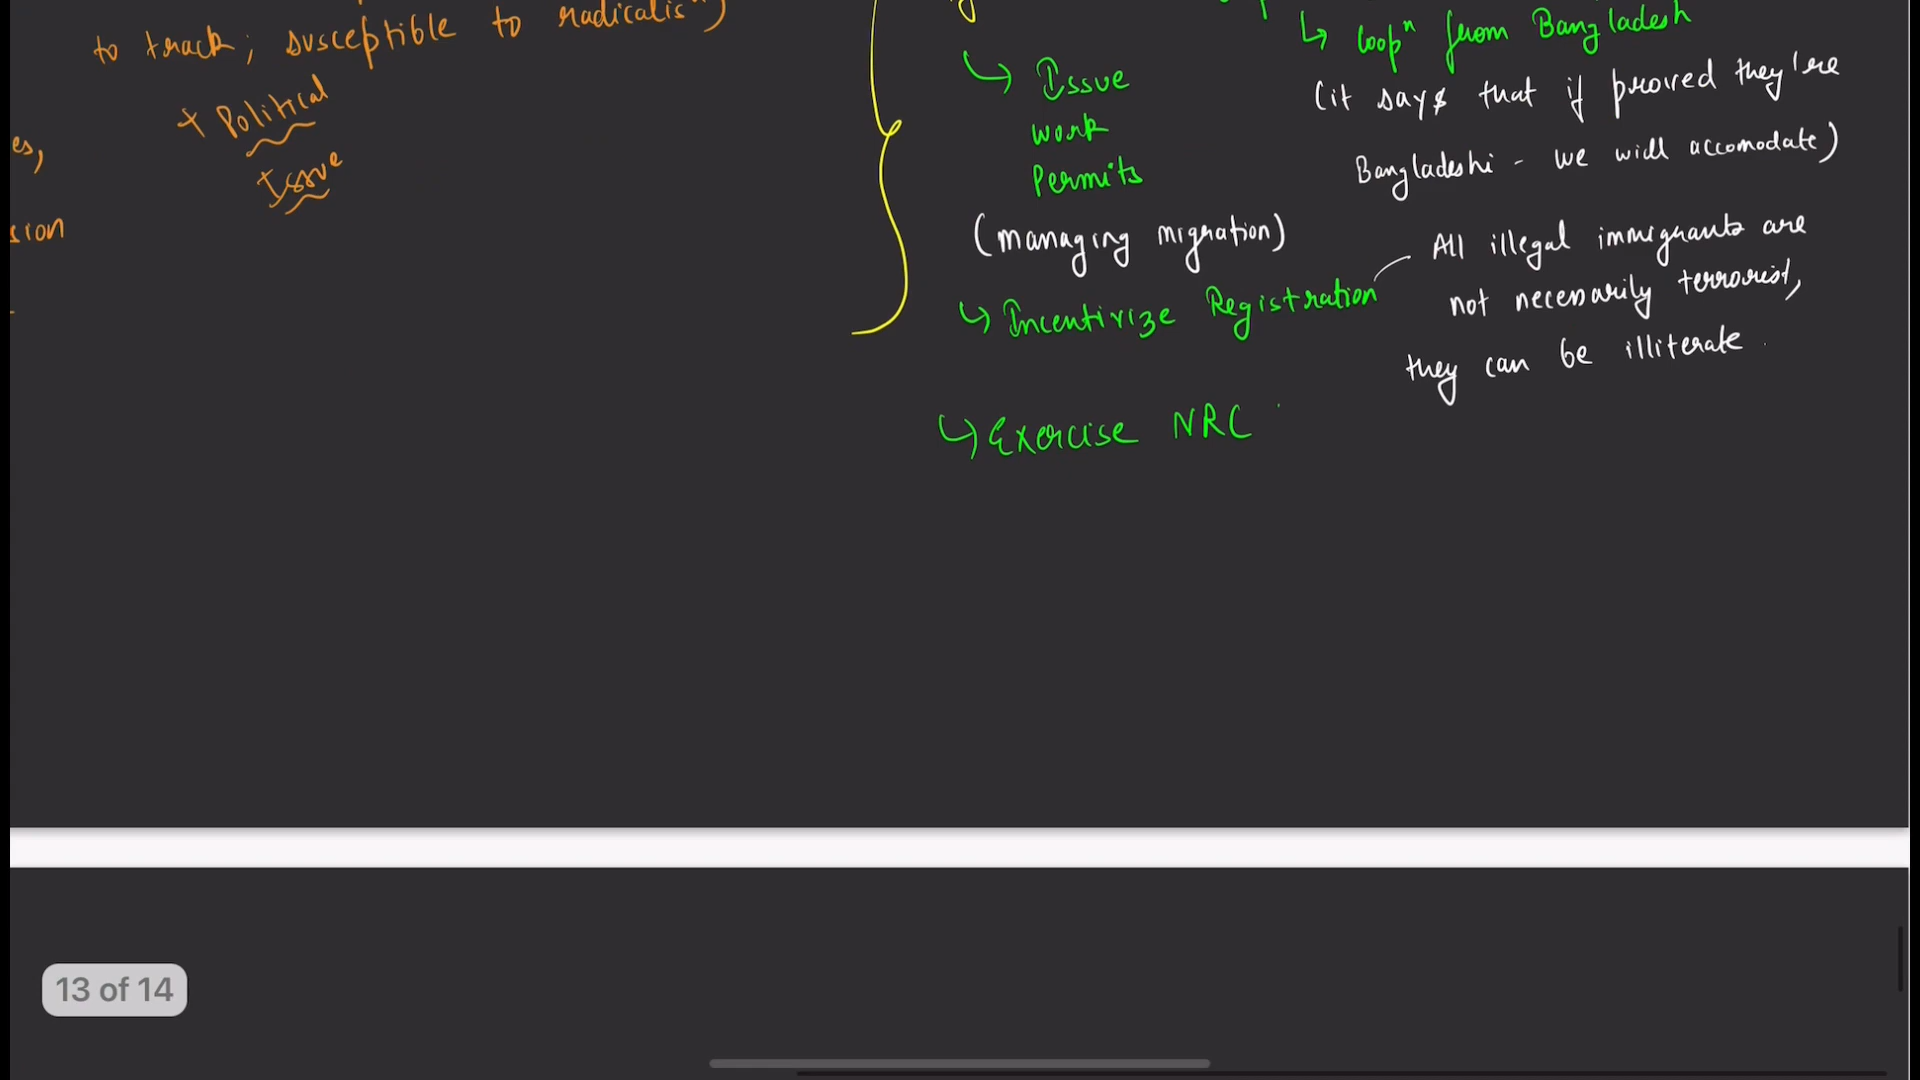 to track; susceptible to radicalisⁿ)
+ Political
Issue
es,
sion
↳ Coopⁿ from Bangladesh
(it says that if proved they're
Bangladeshi - we will accomodate)
↳ Issue
Work
Permits
(managing migration)
↳ Incentivize Registration
All illegal immigrants are
not necessarily terrorist,
they can be illiterate.
↳ Exercise NRC
13 of 14